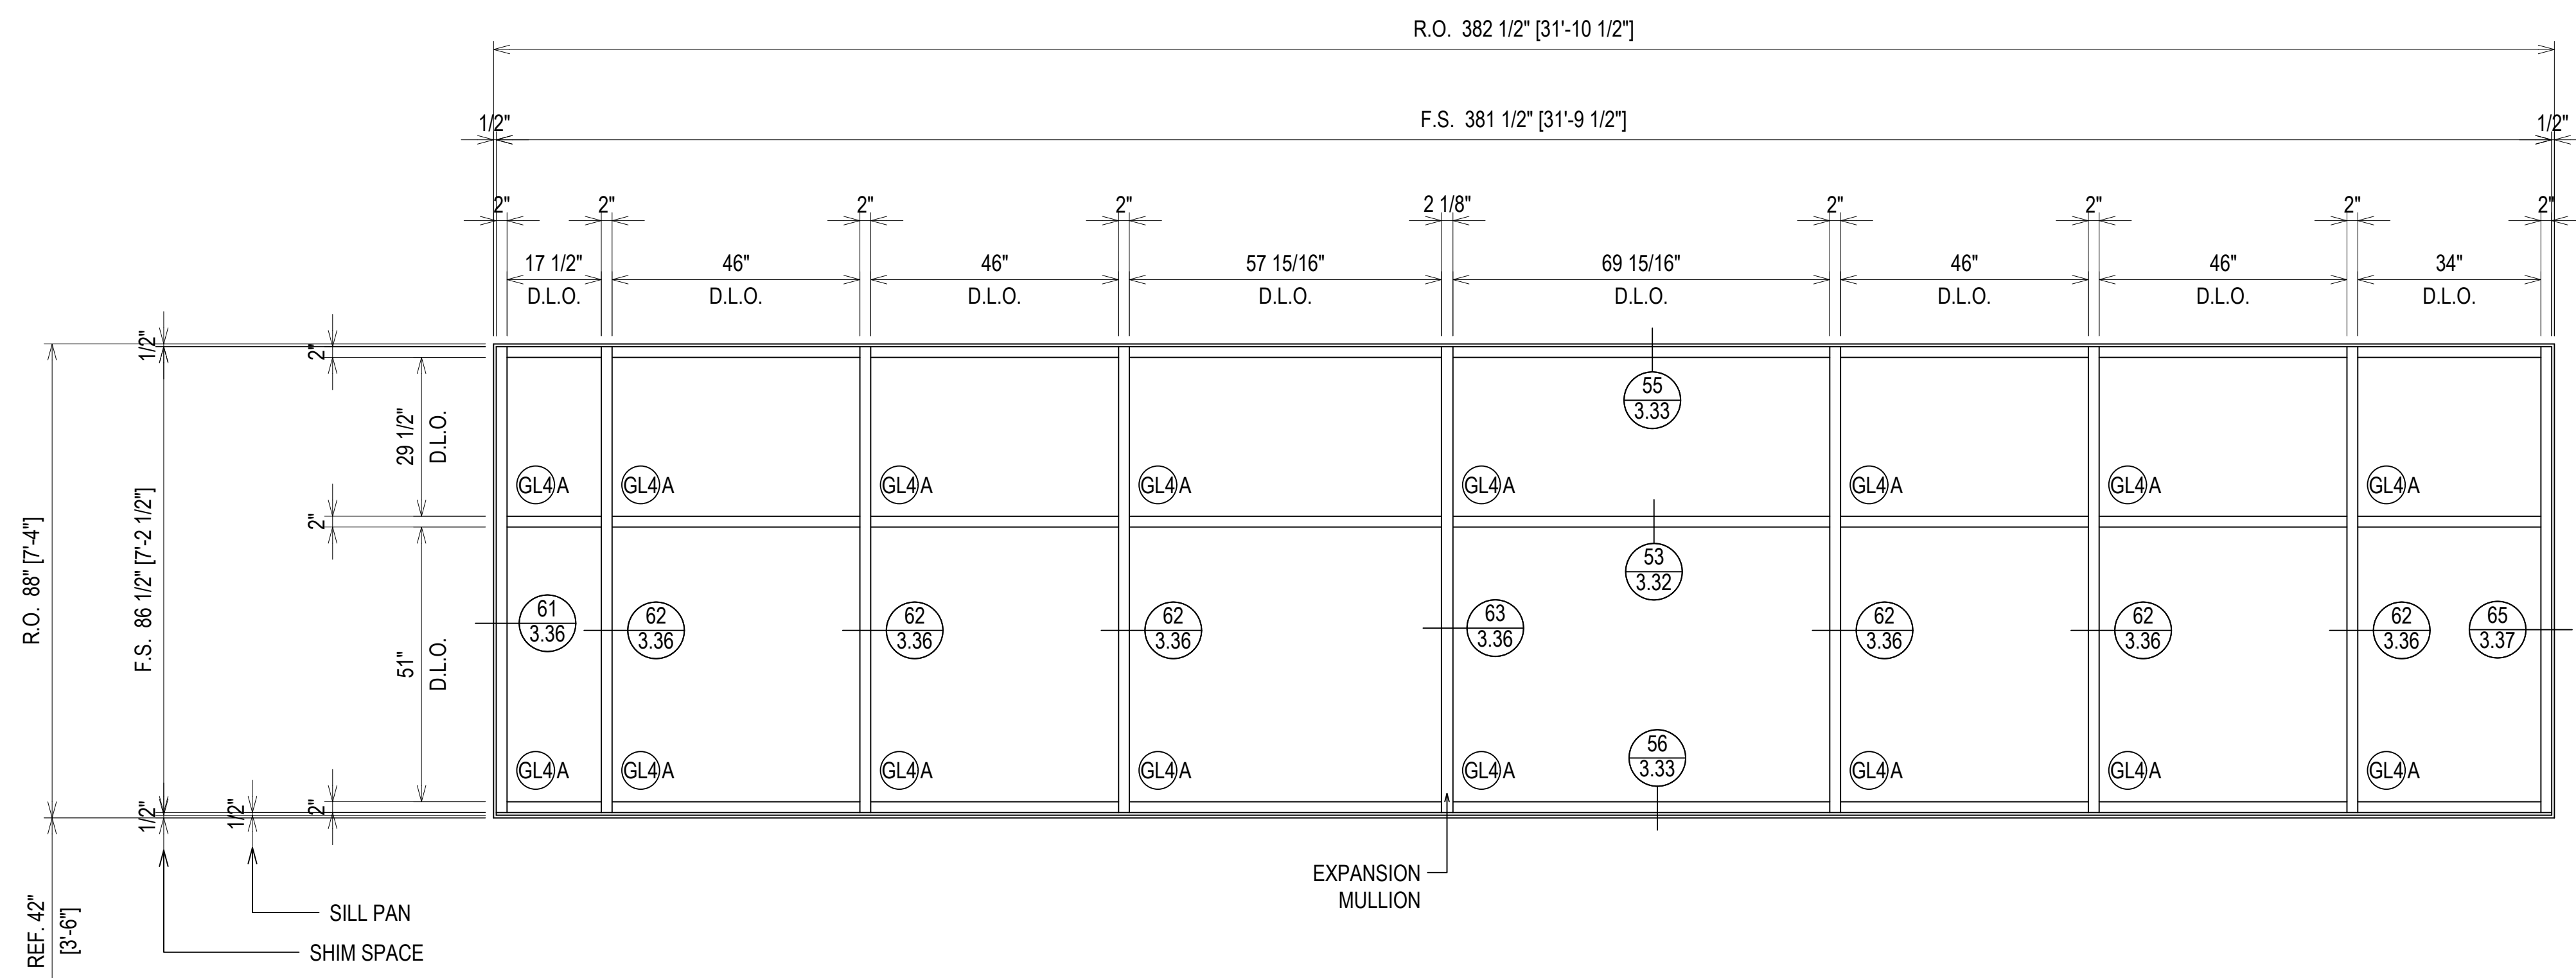 R.O. 382 1/2" [31'-10 1/2"]
F.S. 381 1/2" [31'-9 1/2"]
1/2"
1/2"
2"
2"
2"
2"
2 1/8"
2"
2"
2"
2"
17 1/2"
46"
46"
57 15/16"
69 15/16"
46"
46"
34"
D.L.O.
D.L.O.
D.L.O.
D.L.O.
D.L.O.
D.L.O.
D.L.O.
D.L.O.
R.O. 88" [7'-4"]
F.S. 86 1/2" [7'-2 1/2"]
1/2"
2"
29 1/2"
D.L.O.
2"
51"
D.L.O.
1/2"
1/2"
2"
REF. 42"
[3'-6"]
55
3.33
GL4 A
GL4 A
GL4 A
GL4 A
GL4 A
GL4 A
GL4 A
GL4 A
53
3.32
61
3.36
62
3.36
62
3.36
62
3.36
63
3.36
62
3.36
62
3.36
62
3.36
65
3.37
56
3.33
GL4 A
GL4 A
GL4 A
GL4 A
GL4 A
GL4 A
GL4 A
GL4 A
EXPANSION
MULLION
SILL PAN
SHIM SPACE